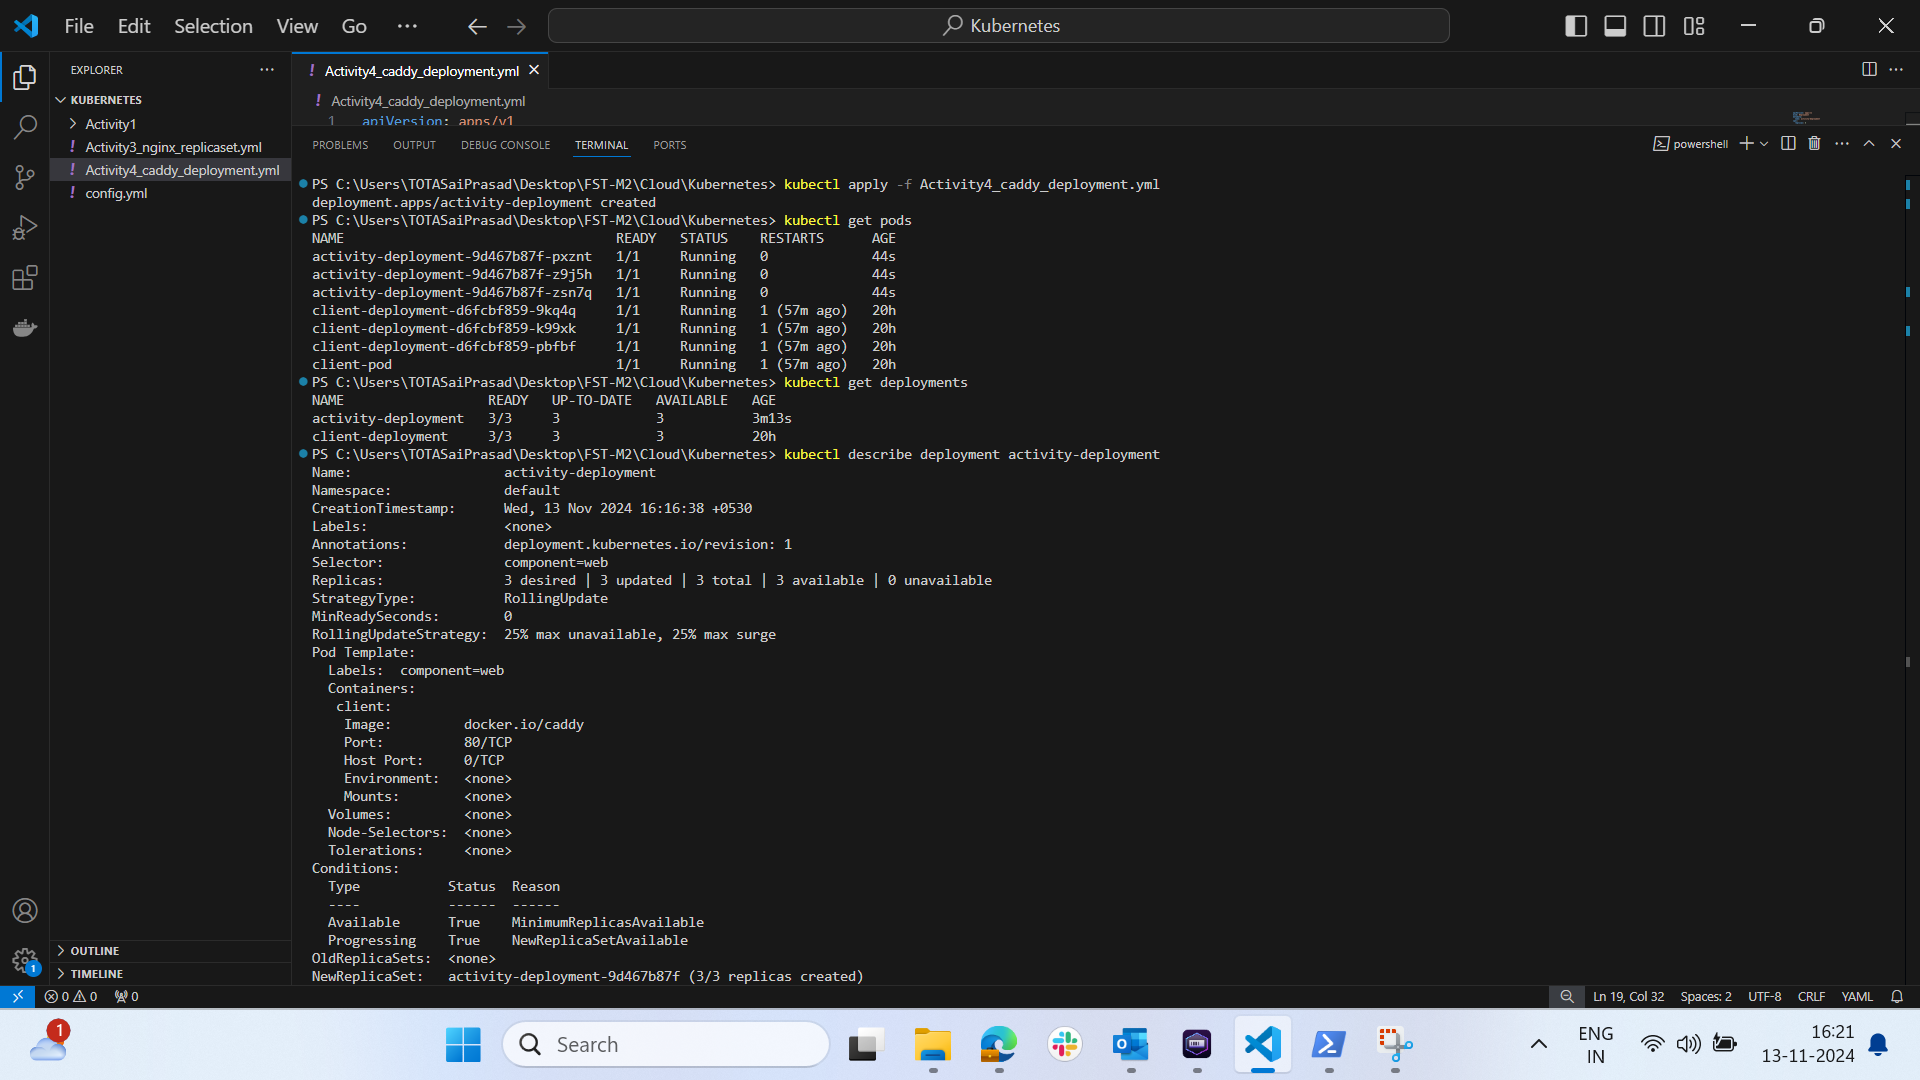 File Edit Selection View Go ···
Kubernetes
EXPLORER ···
KUBERNETES
Activity1
! Activity3_nginx_replicaset.yml
! Activity4_caddy_deployment.yml
! config.yml
OUTLINE
TIMELINE
! Activity4_caddy_deployment.yml
! Activity4_caddy_deployment.yml
1 apiVersion: apps/v1
PROBLEMS OUTPUT DEBUG CONSOLE TERMINAL PORTS
powershell
PS C:\Users\TOTASaiPrasad\Desktop\FST-M2\Cloud\Kubernetes> kubectl apply -f Activity4_caddy_deployment.yml
deployment.apps/activity-deployment created
PS C:\Users\TOTASaiPrasad\Desktop\FST-M2\Cloud\Kubernetes> kubectl get pods
NAME READY STATUS RESTARTS AGE
activity-deployment-9d467b87f-pxznt 1/1 Running 0 44s
activity-deployment-9d467b87f-z9j5h 1/1 Running 0 44s
activity-deployment-9d467b87f-zsn7q 1/1 Running 0 44s
client-deployment-d6fcbf859-9kq4q 1/1 Running 1 (57m ago) 20h
client-deployment-d6fcbf859-k99xk 1/1 Running 1 (57m ago) 20h
client-deployment-d6fcbf859-pbfbf 1/1 Running 1 (57m ago) 20h
client-pod 1/1 Running 1 (57m ago) 20h
PS C:\Users\TOTASaiPrasad\Desktop\FST-M2\Cloud\Kubernetes> kubectl get deployments
NAME READY UP-TO-DATE AVAILABLE AGE
activity-deployment 3/3 3 3 3m13s
client-deployment 3/3 3 3 20h
PS C:\Users\TOTASaiPrasad\Desktop\FST-M2\Cloud\Kubernetes> kubectl describe deployment activity-deployment
Name: activity-deployment
Namespace: default
CreationTimestamp: Wed, 13 Nov 2024 16:16:38 +0530
Labels: <none>
Annotations: deployment.kubernetes.io/revision: 1
Selector: component=web
Replicas: 3 desired | 3 updated | 3 total | 3 available | 0 unavailable
StrategyType: RollingUpdate
MinReadySeconds: 0
RollingUpdateStrategy: 25% max unavailable, 25% max surge
Pod Template:
Labels: component=web
Containers:
client:
Image: docker.io/caddy
Port: 80/TCP
Host Port: 0/TCP
Environment: <none>
Mounts: <none>
Volumes: <none>
Node-Selectors: <none>
Tolerations: <none>
Conditions:
Type Status Reason
---- ------ ------
Available True MinimumReplicasAvailable
Progressing True NewReplicaSetAvailable
OldReplicaSets: <none>
NewReplicaSet: activity-deployment-9d467b87f (3/3 replicas created)
1
0 0 0
Ln 19, Col 32 Spaces: 2 UTF-8 CRLF YAML
1
Search
ENG
IN
16:21
13-11-2024